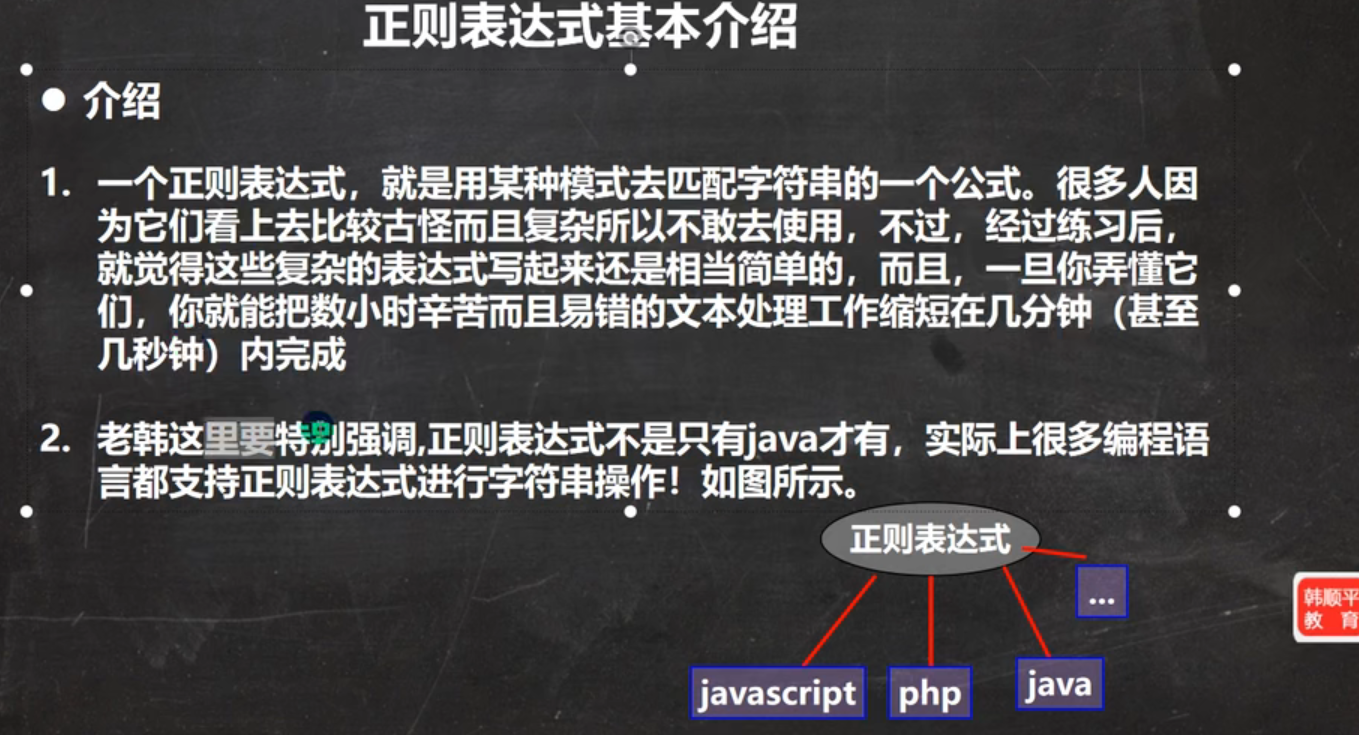 正则表达式基本介绍
● 介绍
1. 一个正则表达式，就是用某种模式去匹配字符串的一个公式。很多人因
为它们看上去比较古怪而且复杂所以不敢去使用，不过，经过练习后，
就觉得这些复杂的表达式写起来还是相当简单的，而且，一旦你弄懂它
们，你就能把数小时辛苦而且易错的文本处理工作缩短在几分钟（甚至
几秒钟）内完成
2. 老韩这里要特别强调,正则表达式不是只有java才有，实际上很多编程语
言都支持正则表达式进行字符串操作！如图所示。
正则表达式
...
javascript
php
java
韩顺平
教 育